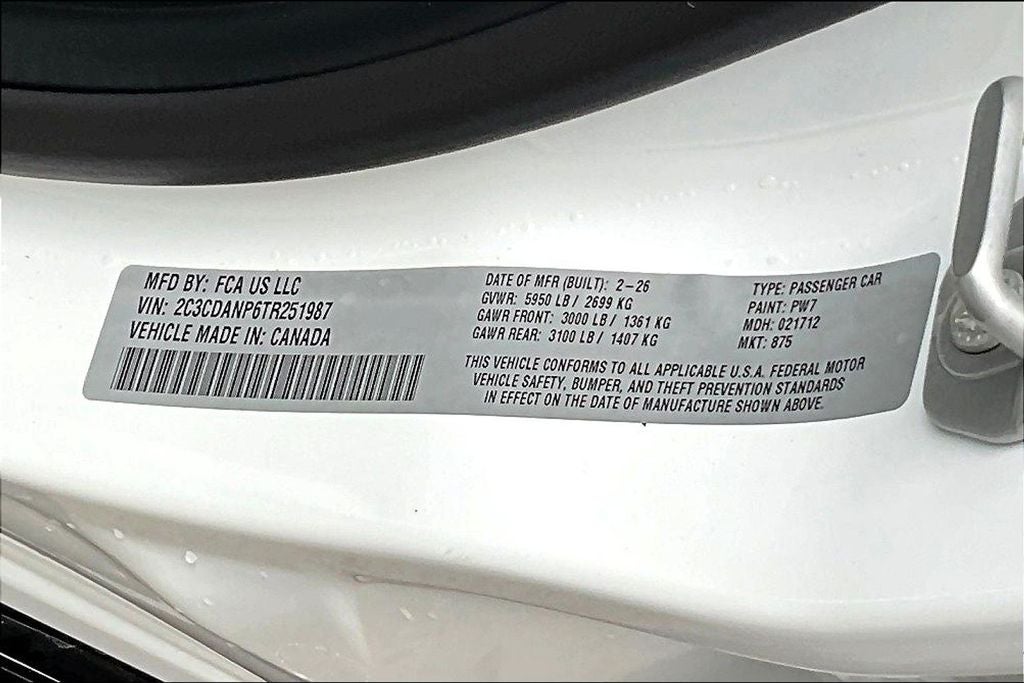 MFD BY: FCA US LLC
VIN: 2C3CDANP6TR251987
VEHICLE MADE IN: CANADA
DATE OF MFR (BUILT): 2-26
GVWR: 5950 LB / 2699 KG
GAWR FRONT: 3000 LB / 1361 KG
GAWR REAR: 3100 LB / 1407 KG
TYPE: PASSENGER CAR
PAINT: PW7
MDH: 021712
MKT: 875
THIS VEHICLE CONFORMS TO ALL APPLICABLE U.S.A. FEDERAL MOTOR
VEHICLE SAFETY, BUMPER, AND THEFT PREVENTION STANDARDS
IN EFFECT ON THE DATE OF MANUFACTURE SHOWN ABOVE.